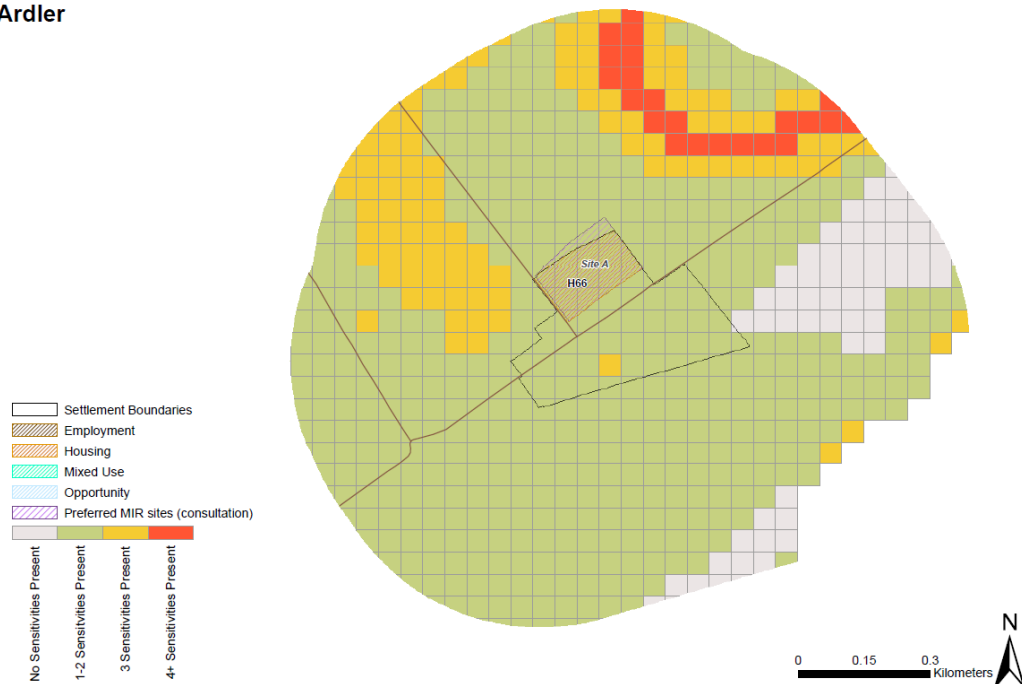 Ardler
Site A
H66
Settlement Boundaries
Employment
Housing
Mixed Use
Opportunity
Preferred MIR sites (consultation)
No Sensitivities Present
1-2 Sensitivities Present
3 Sensitivities Present
4+ Sensitivities Present
N
0 0.15 0.3
Kilometers